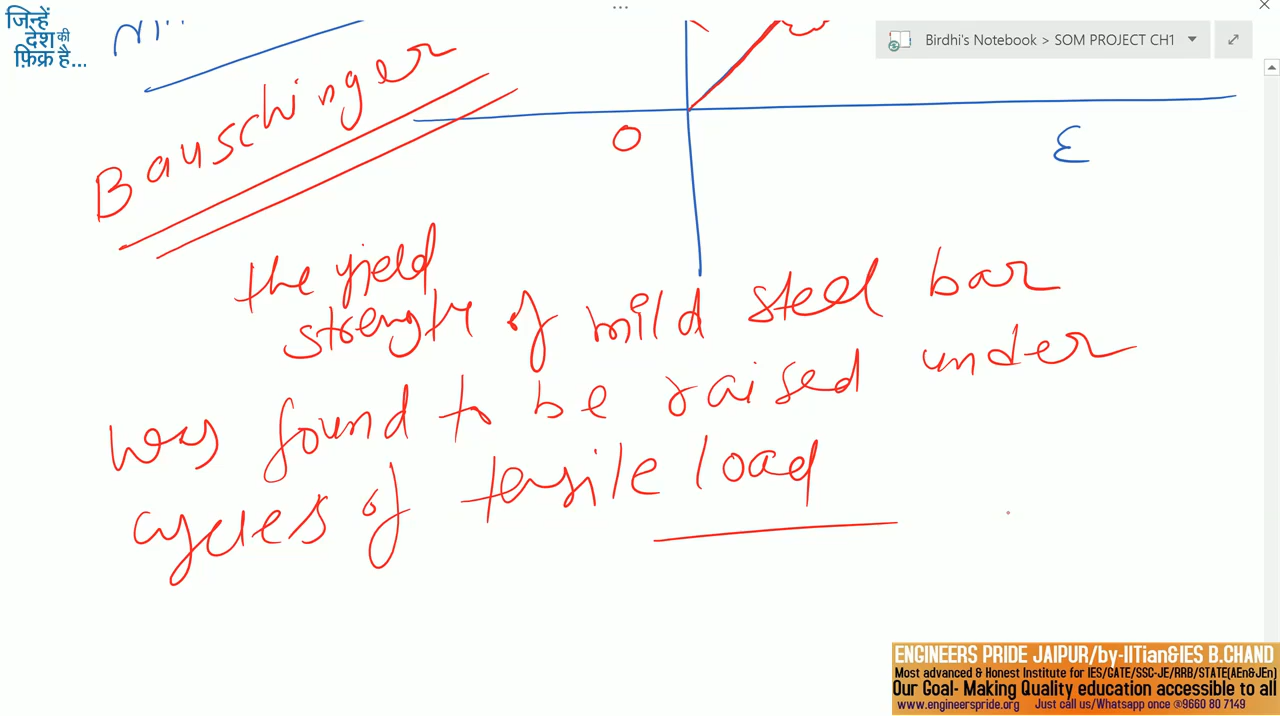 जिन्हें
देश की
फ़िक्र है...
Birdhi's Notebook > SOM PROJECT CH1
Bauschinger
O
ε
the yield
strength of mild steel bar
was found to be raised under
cycles of tensile load
ENGINEERS PRIDE JAIPUR/by-IITian&IES B.CHAND
Most advanced & Honest Institute for IES/GATE/SSC-JE/RRB/STATE(AEn&JEn)
Our Goal- Making Quality education accessible to all
www.engineerspride.org Just call us/Whatsapp once @9660 80 7149